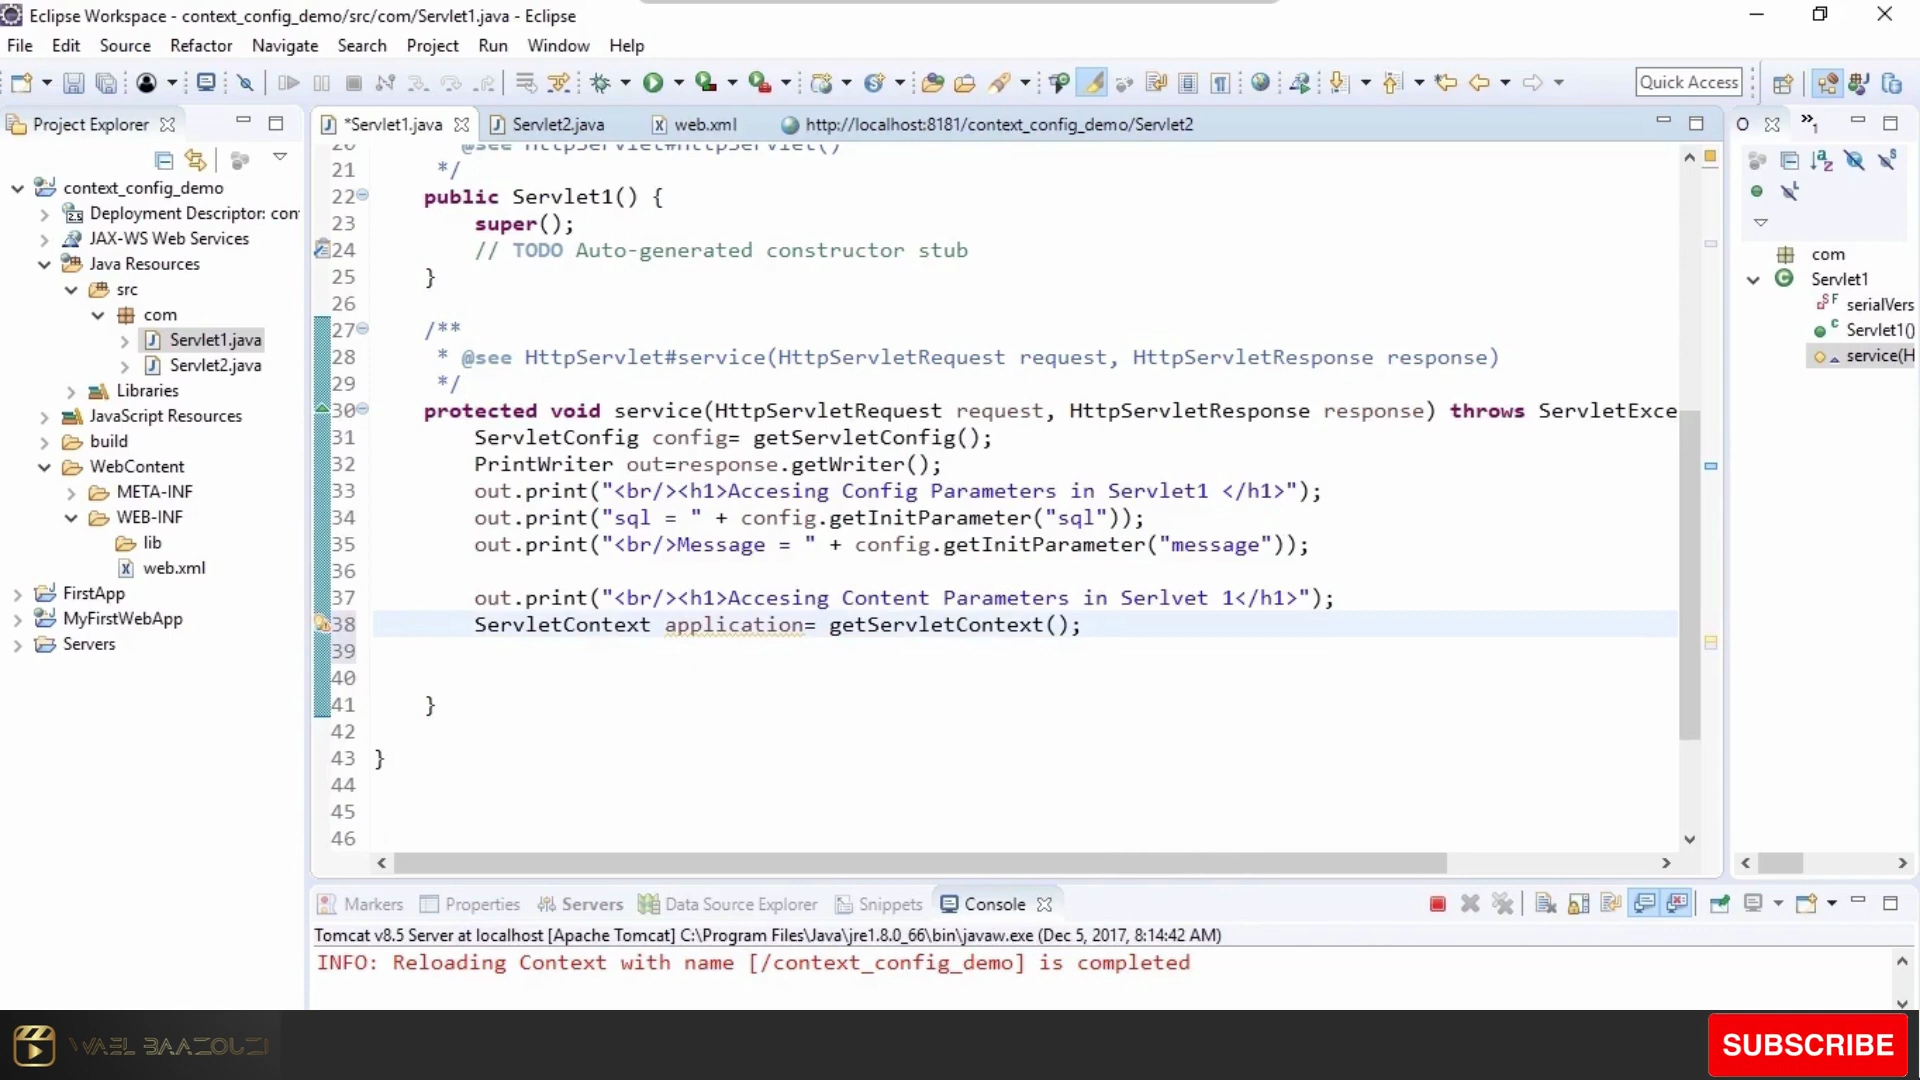 Eclipse Workspace - context_config_demo/src/com/Servlet1.java - Eclipse
File Edit Source Refactor Navigate Search Project Run Window Help
Quick Access
Project Explorer
*Servlet1.java Servlet2.java web.xml http://localhost:8181/context_config_demo/Servlet2
context_config_demo
Deployment Descriptor: con
JAX-WS Web Services
Java Resources
src
com
Servlet1.java
Servlet2.java
Libraries
JavaScript Resources
build
WebContent
META-INF
WEB-INF
lib
web.xml
FirstApp
MyFirstWebApp
Servers
20 @see HttpServlet#HttpServlet()
21 */
22 public Servlet1() {
23 super();
24 // TODO Auto-generated constructor stub
25 }
26
27 /**
28 * @see HttpServlet#service(HttpServletRequest request, HttpServletResponse response)
29 */
30 protected void service(HttpServletRequest request, HttpServletResponse response) throws ServletExce
31 ServletConfig config= getServletConfig();
32 PrintWriter out=response.getWriter();
33 out.print("<br/><h1>Accesing Config Parameters in Servlet1 </h1>");
34 out.print("sql = " + config.getInitParameter("sql"));
35 out.print("<br/>Message = " + config.getInitParameter("message"));
36
37 out.print("<br/><h1>Accesing Content Parameters in Serlvet 1</h1>");
38 ServletContext application= getServletContext();
39
40
41 }
42
43 }
44
45
46
com
Servlet1
serialVers
Servlet1()
service(H
Markers Properties Servers Data Source Explorer Snippets Console
Tomcat v8.5 Server at localhost [Apache Tomcat] C:\Program Files\Java\jre1.8.0_66\bin\javaw.exe (Dec 5, 2017, 8:14:42 AM)
INFO: Reloading Context with name [/context_config_demo] is completed
WAEL BAAZOUZI
SUBSCRIBE